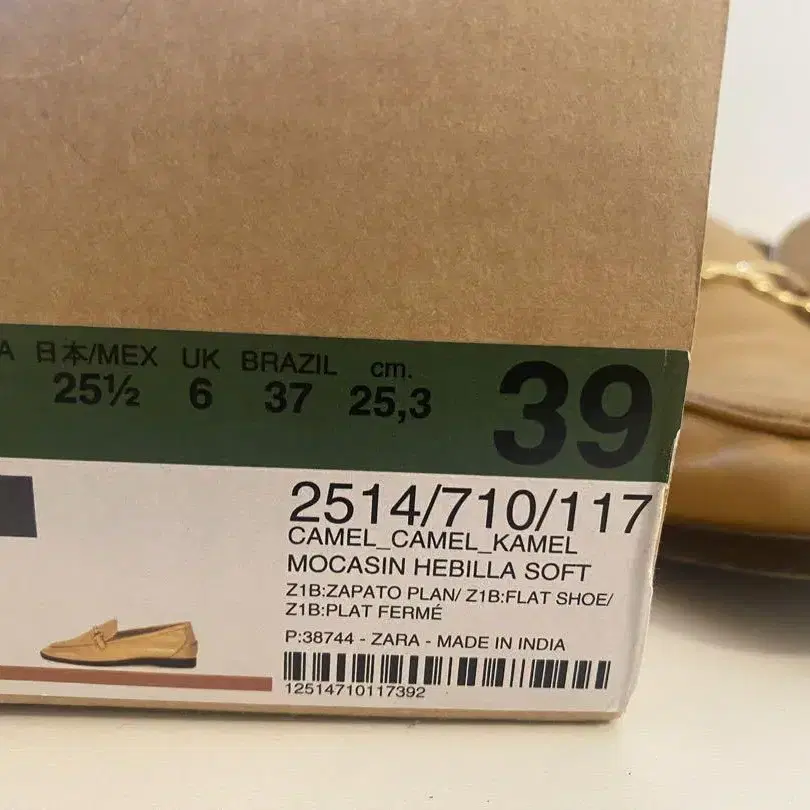 A 日本/MEX UK BRAZIL cm.
25½ 6 37 25,3
39
2514/710/117
CAMEL_CAMEL_KAMEL
MOCASIN HEBILLA SOFT
Z1B:ZAPATO PLAN/ Z1B:FLAT SHOE/
Z1B:PLAT FERMÉ
P:38744 - ZARA - MADE IN INDIA
12514710117392